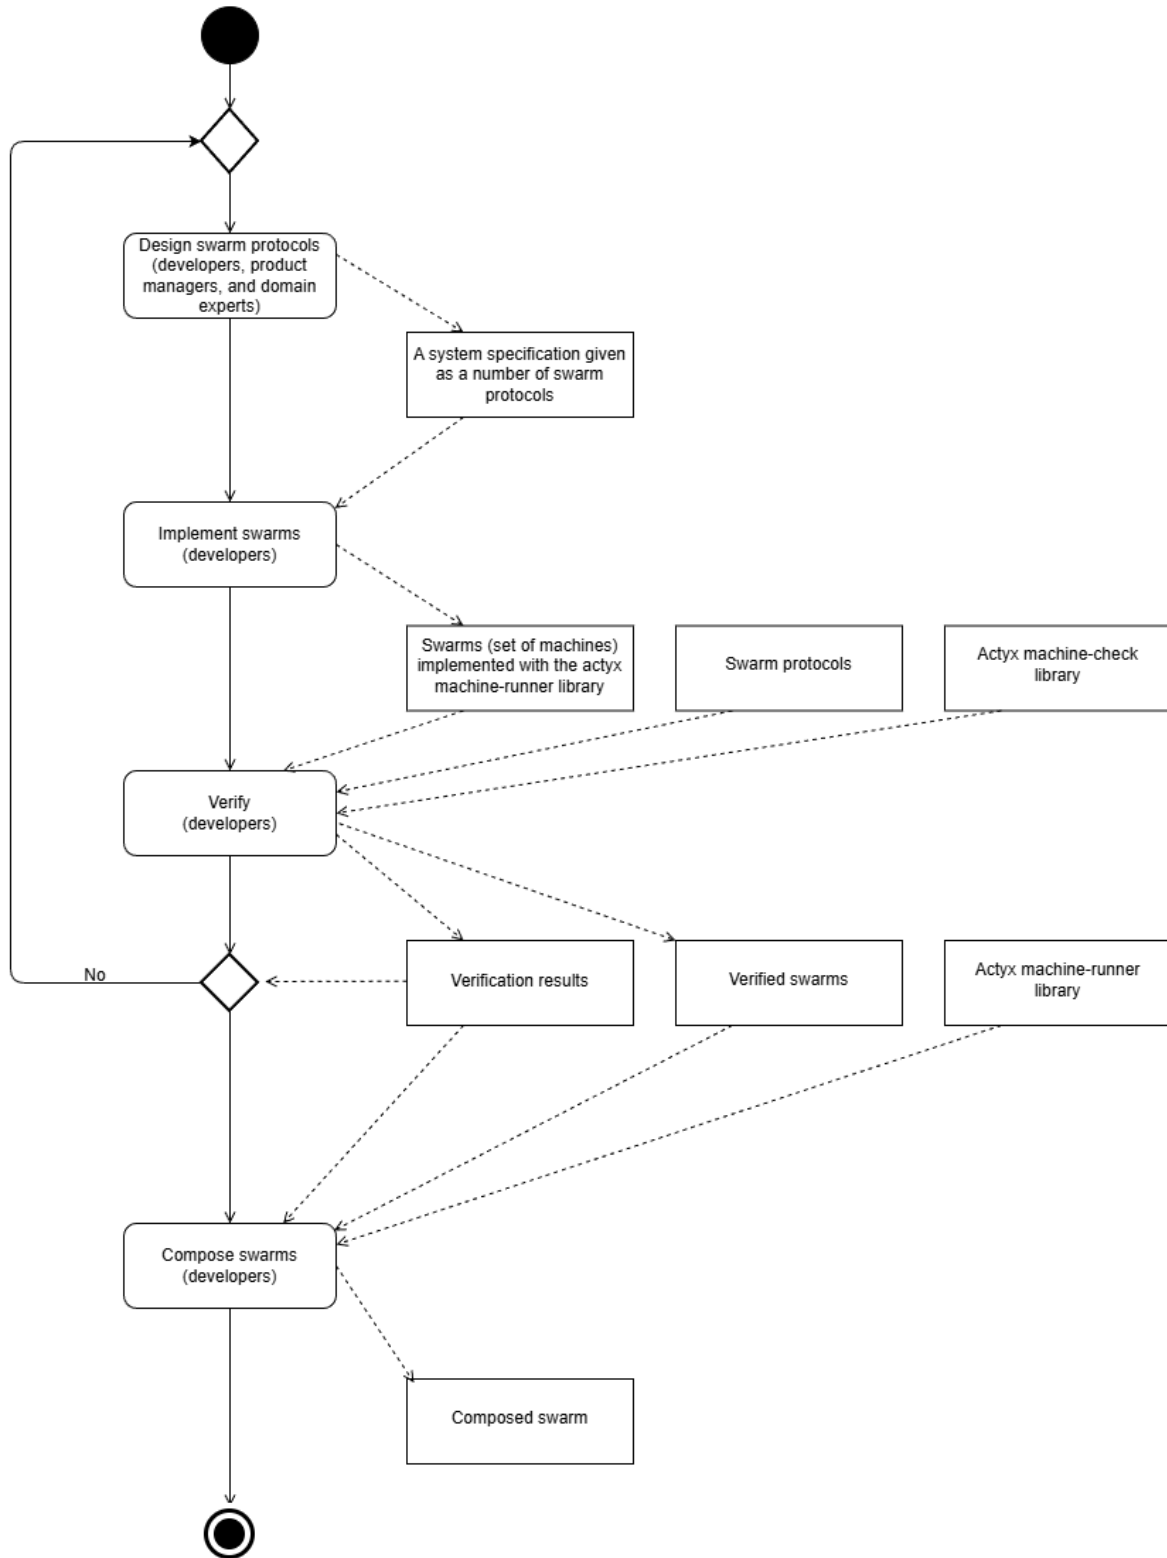 Design swarm protocols
(developers, product
managers, and domain
experts)
A system specification given
as a number of swarm
protocols
Implement swarms
(developers)
Swarms (set of machines)
implemented with the actyx
machine-runner library
Swarm protocols
Actyx machine-check
library
Verify
(developers)
No
Verification results
Verified swarms
Actyx machine-runner
library
Compose swarms
(developers)
Composed swarm